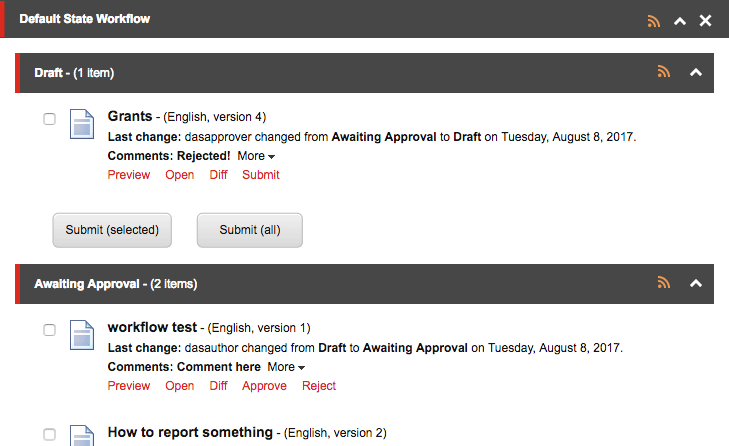 Default State Workflow
Draft - (1 item)
Grants - (English, version 4)
Last change: dasapprover changed from Awaiting Approval to Draft on Tuesday, August 8, 2017.
Comments: Rejected! More
Preview Open Diff Submit
Submit (selected) Submit (all)
Awaiting Approval - (2 items)
workflow test - (English, version 1)
Last change: dasauthor changed from Draft to Awaiting Approval on Tuesday, August 8, 2017.
Comments: Comment here More
Preview Open Diff Approve Reject
How to report something - (English, version 2)